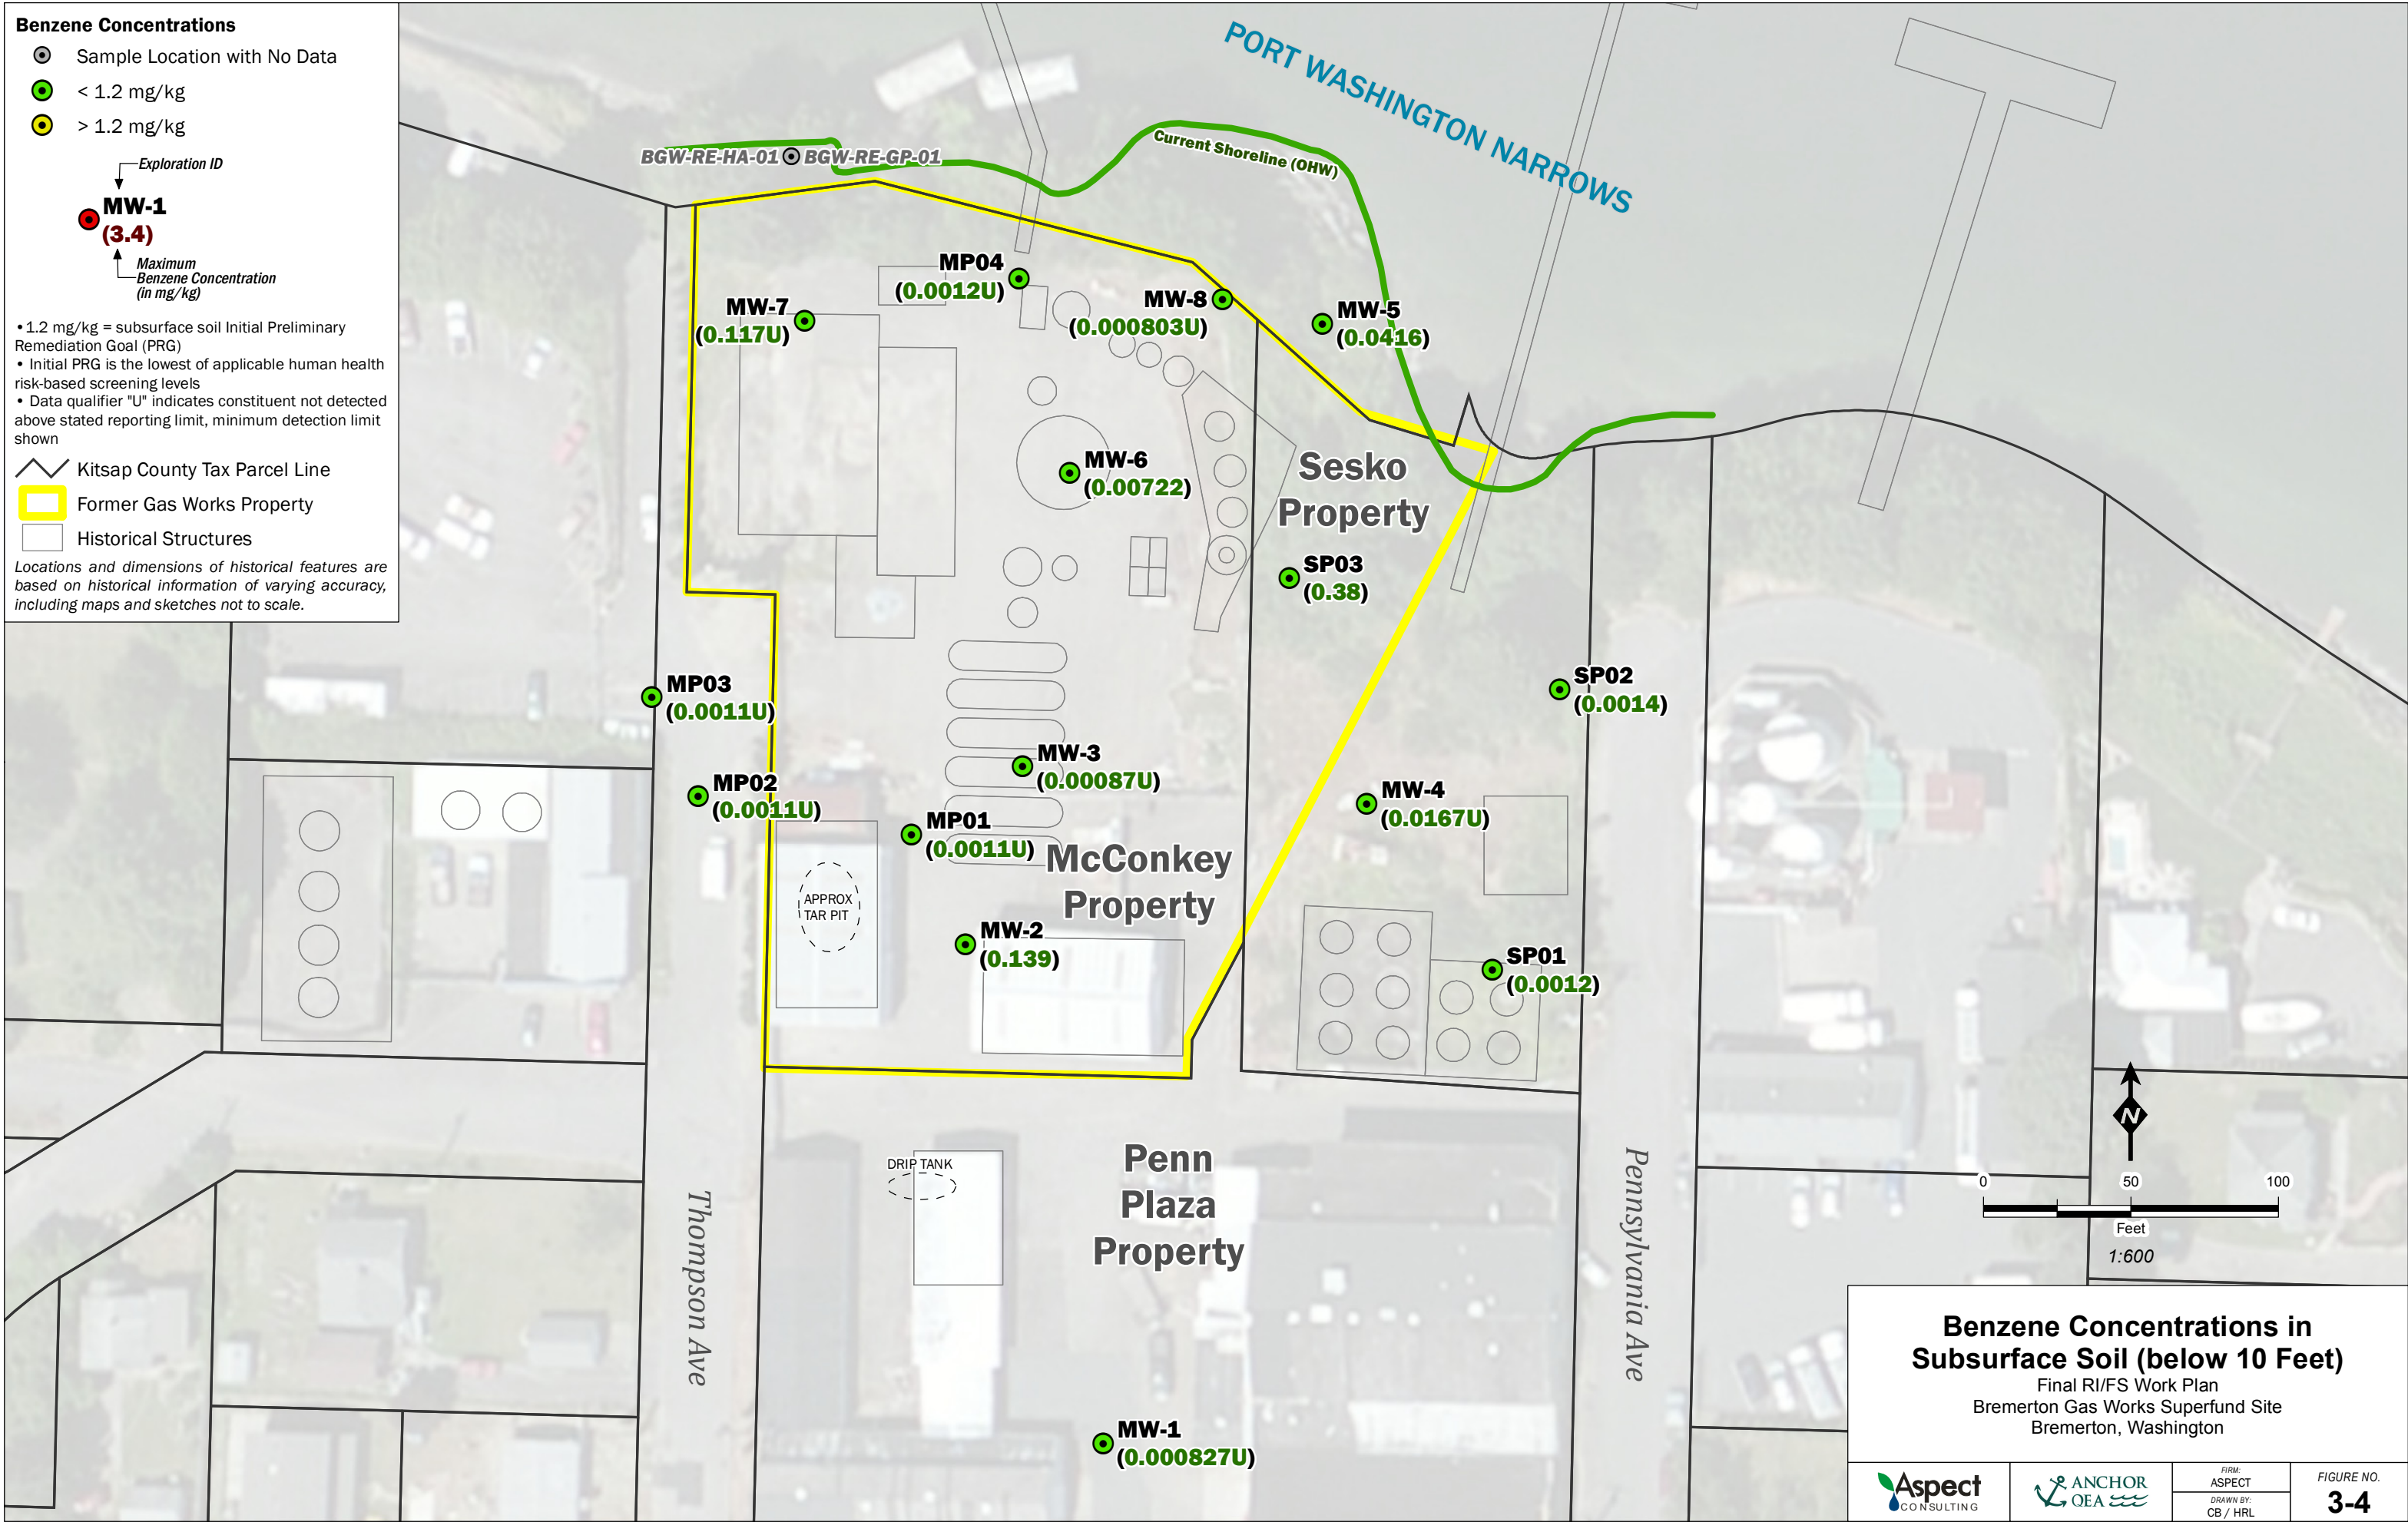 Benzene Concentrations
Sample Location with No Data
< 1.2 mg/kg
> 1.2 mg/kg
Exploration ID
MW-1
(3.4)
Maximum
Benzene Concentration
(in mg/kg)
•1.2 mg/kg = subsurface soil Initial Preliminary
Remediation Goal (PRG)
• Initial PRG is the lowest of applicable human health
risk-based screening levels
• Data qualifier "U" indicates constituent not detected
above stated reporting limit, minimum detection limit
shown
Kitsap County Tax Parcel Line
Former Gas Works Property
Historical Structures
Locations and dimensions of historical features are
based on historical information of varying accuracy,
including maps and sketches not to scale.
PORT WASHINGTON NARROWS
Current Shoreline (OHW)
BGW-RE-HA-01
BGW-RE-GP-01
MP04
(0.0012U)
MW-8
(0.000803U)
MW-5
(0.0416)
MW-7
(0.117U)
MW-6
(0.00722)
Sesko
Property
SP03
(0.38)
MP03
(0.0011U)
SP02
(0.0014)
MW-3
(0.00087U)
MP02
(0.0011U)
MW-4
(0.0167U)
MP01
(0.0011U)
McConkey
Property
APPROX
TAR PIT
MW-2
(0.139)
SP01
(0.0012)
DRIP TANK
Penn
Plaza
Property
Thompson Ave
Pennsylvania Ave
MW-1
(0.000827U)
N
0 50 100
Feet
1:600
Benzene Concentrations in
Subsurface Soil (below 10 Feet)
Final RI/FS Work Plan
Bremerton Gas Works Superfund Site
Bremerton, Washington
Aspect
CONSULTING
ANCHOR
QEA
FIRM:
ASPECT
DRAWN BY:
CB / HRL
FIGURE NO.
3-4